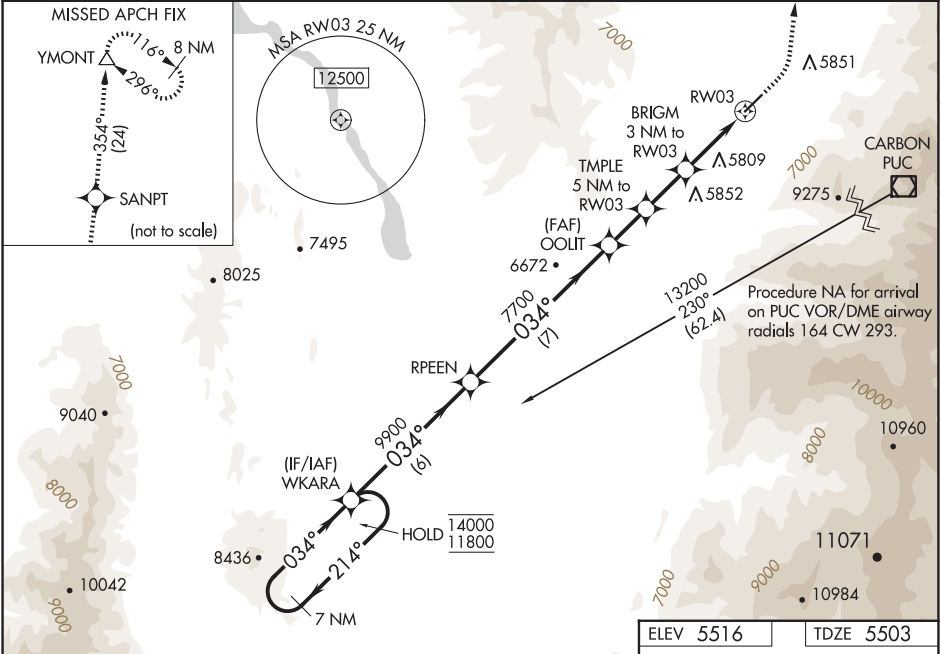 MISSED APCH FIX
YMONT
116°
8 NM
296°
354°
(24)
SANPT
(not to scale)
MSA RW03 25 NM
12500
7000
5851
RW03
BRIGM
3 NM to
RW03
5809
CARBON
PUC
7000
TMPLE
5 NM to
RW03
5852
9275
(FAF)
OOLIT
7495
6672
8025
7700
034°
(7)
13200
230°
(62.4)
Procedure NA for arrival
on PUC VOR/DME airway
radials 164 CW 293.
RPEEN
7000
9040
10000
9900
034°
(6)
10960
8000
(IF/IAF)
WKARA
8000
HOLD 14000
11800
034°
214°
8436
11071
10042
9000
7 NM
7000
9000
10984
ELEV 5516
TDZE 5503